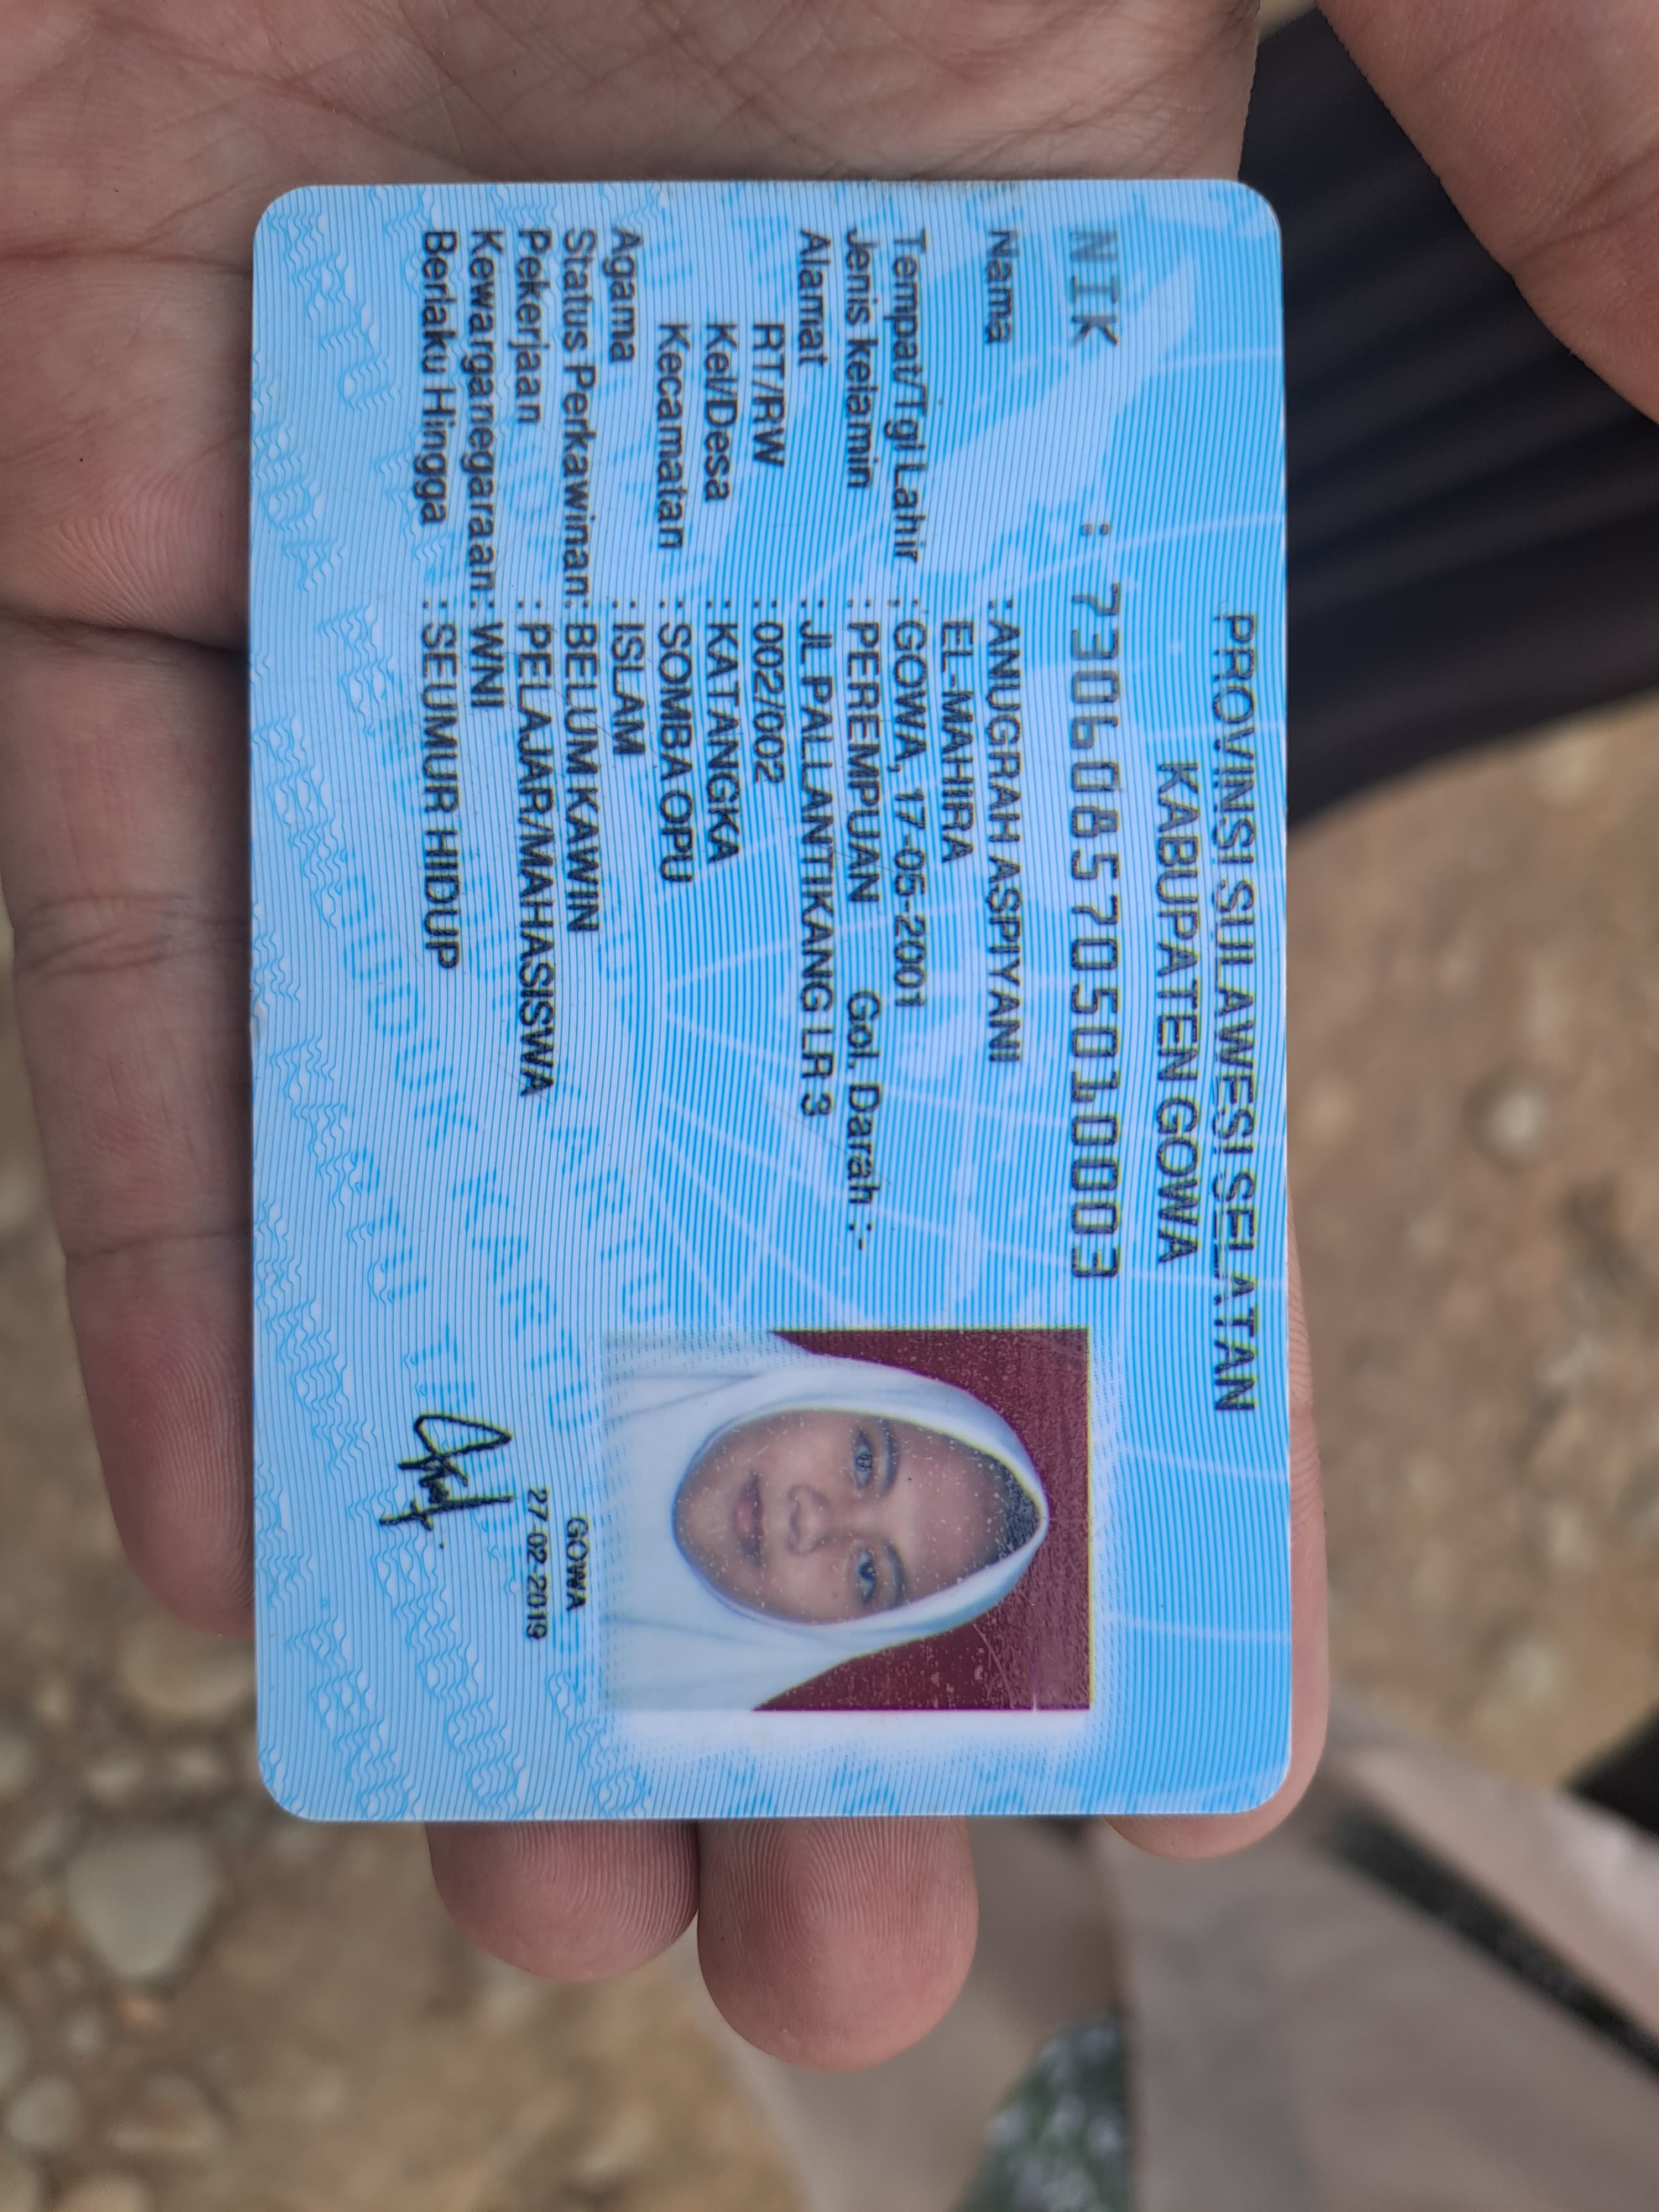 PROVINSI SULAWESI SELATAN
KABUPATEN GOWA
NIK : 7306085705010003
Nama : ANUGRAH ASPIYANI
EL-MAHIRA
Tempat/Tgl Lahir : GOWA, 17-05-2001
Jenis kelamin : PEREMPUAN Gol. Darah :-
Alamat : JL PALLANTIKANG LR 3
RT/RW : 002/002
Kel/Desa : KATANGKA
Kecamatan : SOMBA OPU
Agama : ISLAM
Status Perkawinan: BELUM KAWIN
Pekerjaan : PELAJAR/MAHASISWA
Kewarganegaraan: WNI
Berlaku Hingga : SEUMUR HIDUP
GOWA
27-02-2019